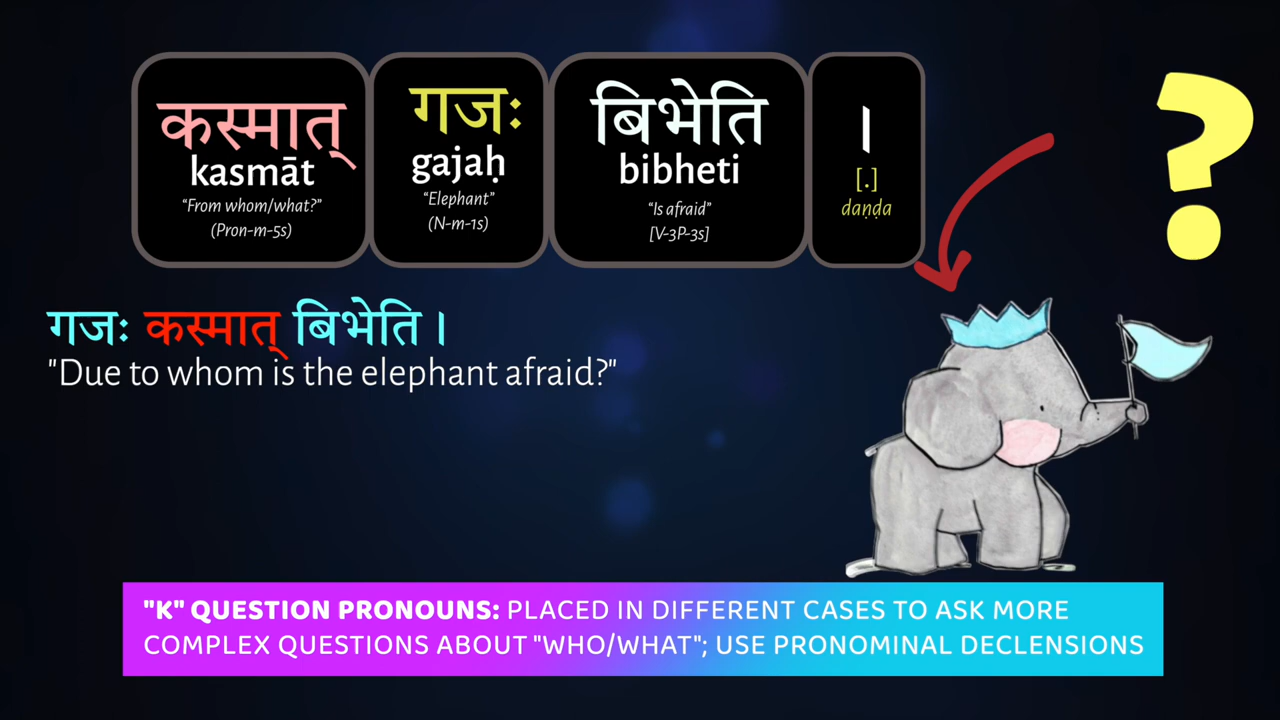 कस्मात् गजः बिभेति ।
kasmāt gajaḥ bibheti [.]
“From whom/what?” “Elephant” “Is afraid” daṇḍa
(Pron-m-5s) (N-m-1s) [V-3P-3s]
?
गजः कस्मात् बिभेति ।
"Due to whom is the elephant afraid?"
"K" QUESTION PRONOUNS: PLACED IN DIFFERENT CASES TO ASK MORE
COMPLEX QUESTIONS ABOUT "WHO/WHAT"; USE PRONOMINAL DECLENSIONS